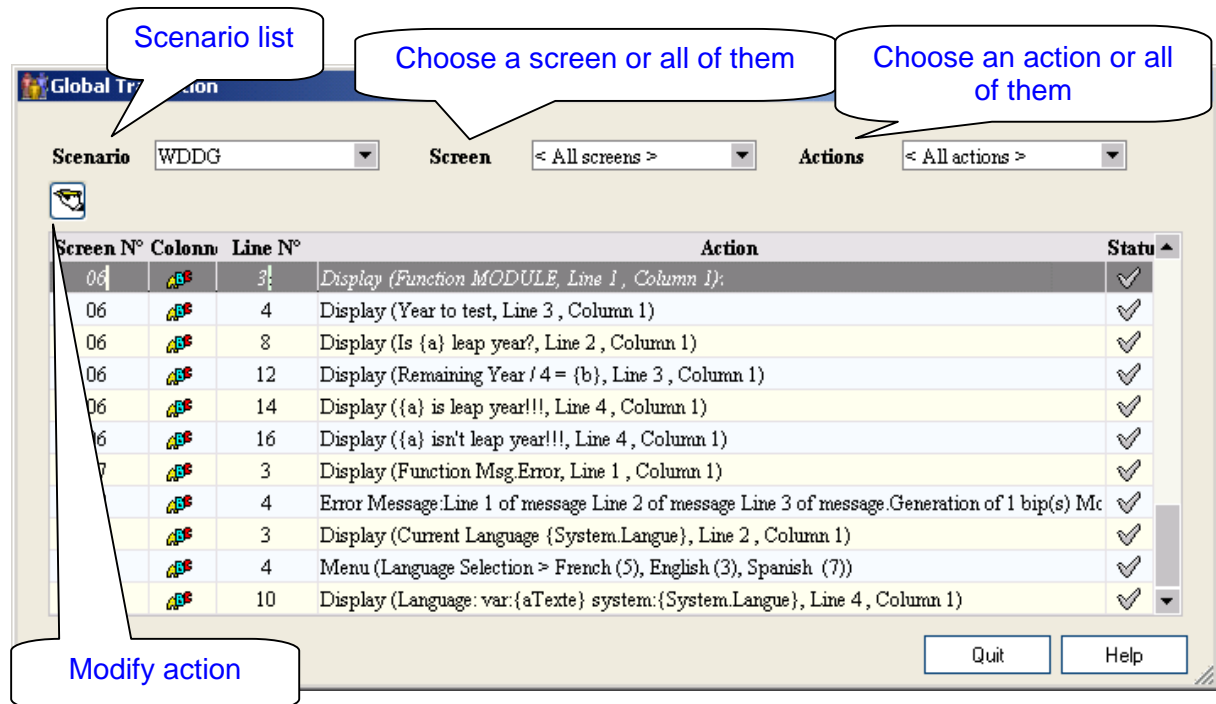 Scenario list
Choose a screen or all of them
Choose an action or all
of them
Global Tr
tion
Scenario WDDG Screen < All screens > Actions < All actions >
Screen N° Colonn Line N° Action Statu
06 3 Display (Function MODULE, Line 1, Column 1):
06 4 Display (Year to test, Line 3, Column 1)
06 8 Display (Is {a} leap year?, Line 2, Column 1)
06 12 Display (Remaining Year / 4 = {b}, Line 3, Column 1)
06 14 Display ({a} is leap year!!!, Line 4, Column 1)
6 16 Display ({a} isn't leap year!!!, Line 4, Column 1)
7 3 Display (Function Msg.Error, Line 1, Column 1)
4 Error Message:Line 1 of message Line 2 of message Line 3 of message.Generation of 1 bip(s) Mc
3 Display (Current Language {System.Langue}, Line 2, Column 1)
4 Menu (Language Selection > French (5), English (3), Spanish (7))
10 Display (Language: var:{aTexte} system:{System.Langue}, Line 4, Column 1)
Modify action
Quit Help